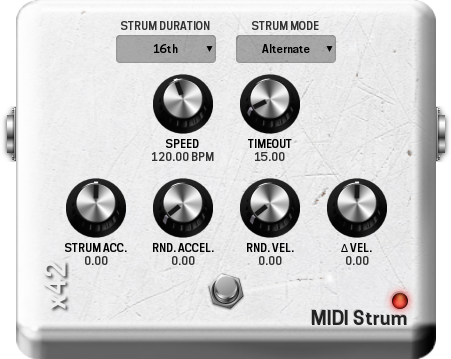 STRUM DURATION STRUM MODE
16th Alternate
SPEED TIMEOUT
120.00 BPM 15.00
STRUM ACC. RND. ACCEL. RND. VEL. Δ VEL.
0.00 0.00 0.00 0.00
x42
MIDI Strum